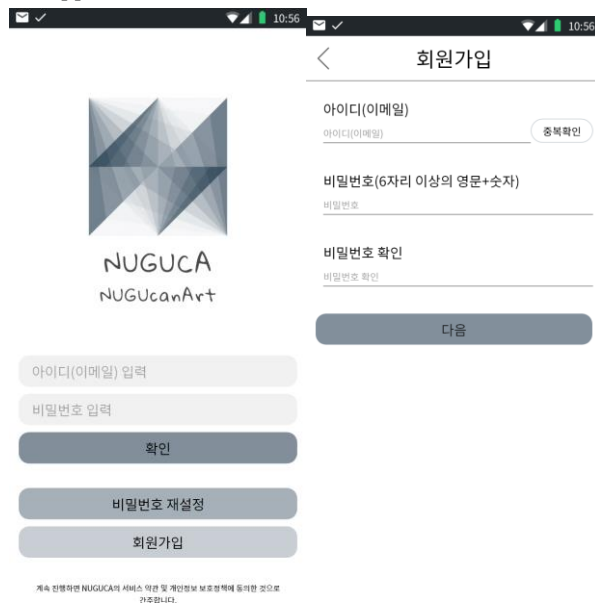 10:56
NUGUCA
NUGUcanArt
아이디(이메일) 입력
비밀번호 입력
확인
비밀번호 재설정
회원가입
계속 진행하면 NUGUCA의 서비스 약관 및 개인정보 보호정책에 동의한 것으로
간주합니다.
10:56
회원가입
아이디(이메일)
아이디(이메일)
중복확인
비밀번호(6자리 이상의 영문+숫자)
비밀번호
비밀번호 확인
비밀번호 확인
다음